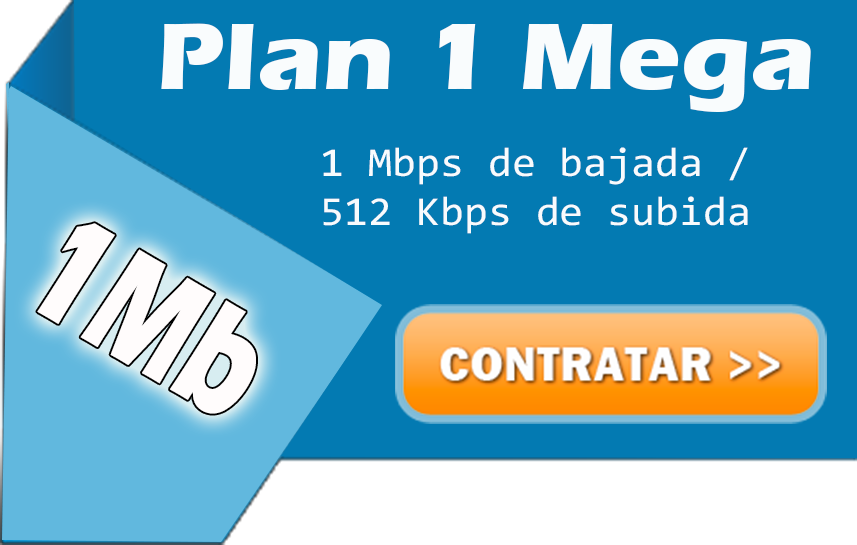 Plan 1 Mega
1 Mbps de bajada /
512 Kbps de subida
1Mb
CONTRATAR >>